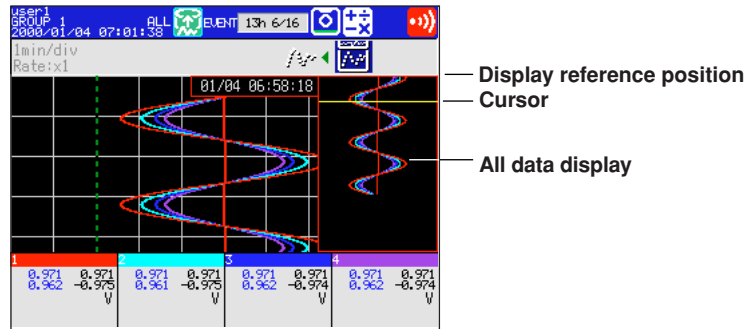 user1
GROUP 1 ALL EVENT 13h 6/16
2000/01/04 07:01:38
1min/div
Rate:x1
01/04 06:58:18
Display reference position
Cursor
All data display
1 2 3 4
0.971 0.971 0.971 0.971 0.971 0.971 0.971 0.971
0.962 -0.975 0.961 -0.975 0.962 -0.974 0.962 -0.974
V V V V